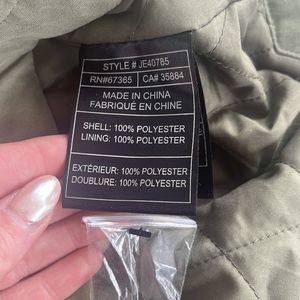 STYLE # JE40785
RN#67365 CA# 35884
MADE IN CHINA
FABRIQUÉ EN CHINE
SHELL: 100% POLYESTER
LINING: 100% POLYESTER
EXTÉRIEUR: 100% POLYESTER
DOUBLURE: 100% POLYESTER